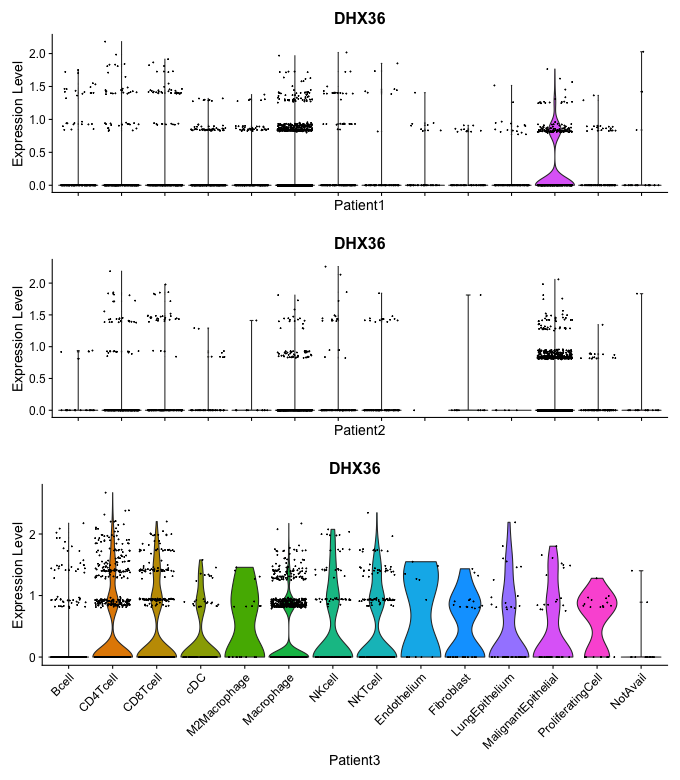 DHX36
Expression Level
2.0
1.5
1.0
0.5
0.0
Patient1
DHX36
Expression Level
2.0
1.5
1.0
0.5
0.0
Patient2
DHX36
Expression Level
2
1
0
Bcell
CD4Tcell
CD8Tcell
cDC
M2Macrophage
Macrophage
NKcell
NKTcell
Endothelium
Fibroblast
LungEpithelium
MalignantEpithelial
ProliferatingCell
NotAvail
Patient3